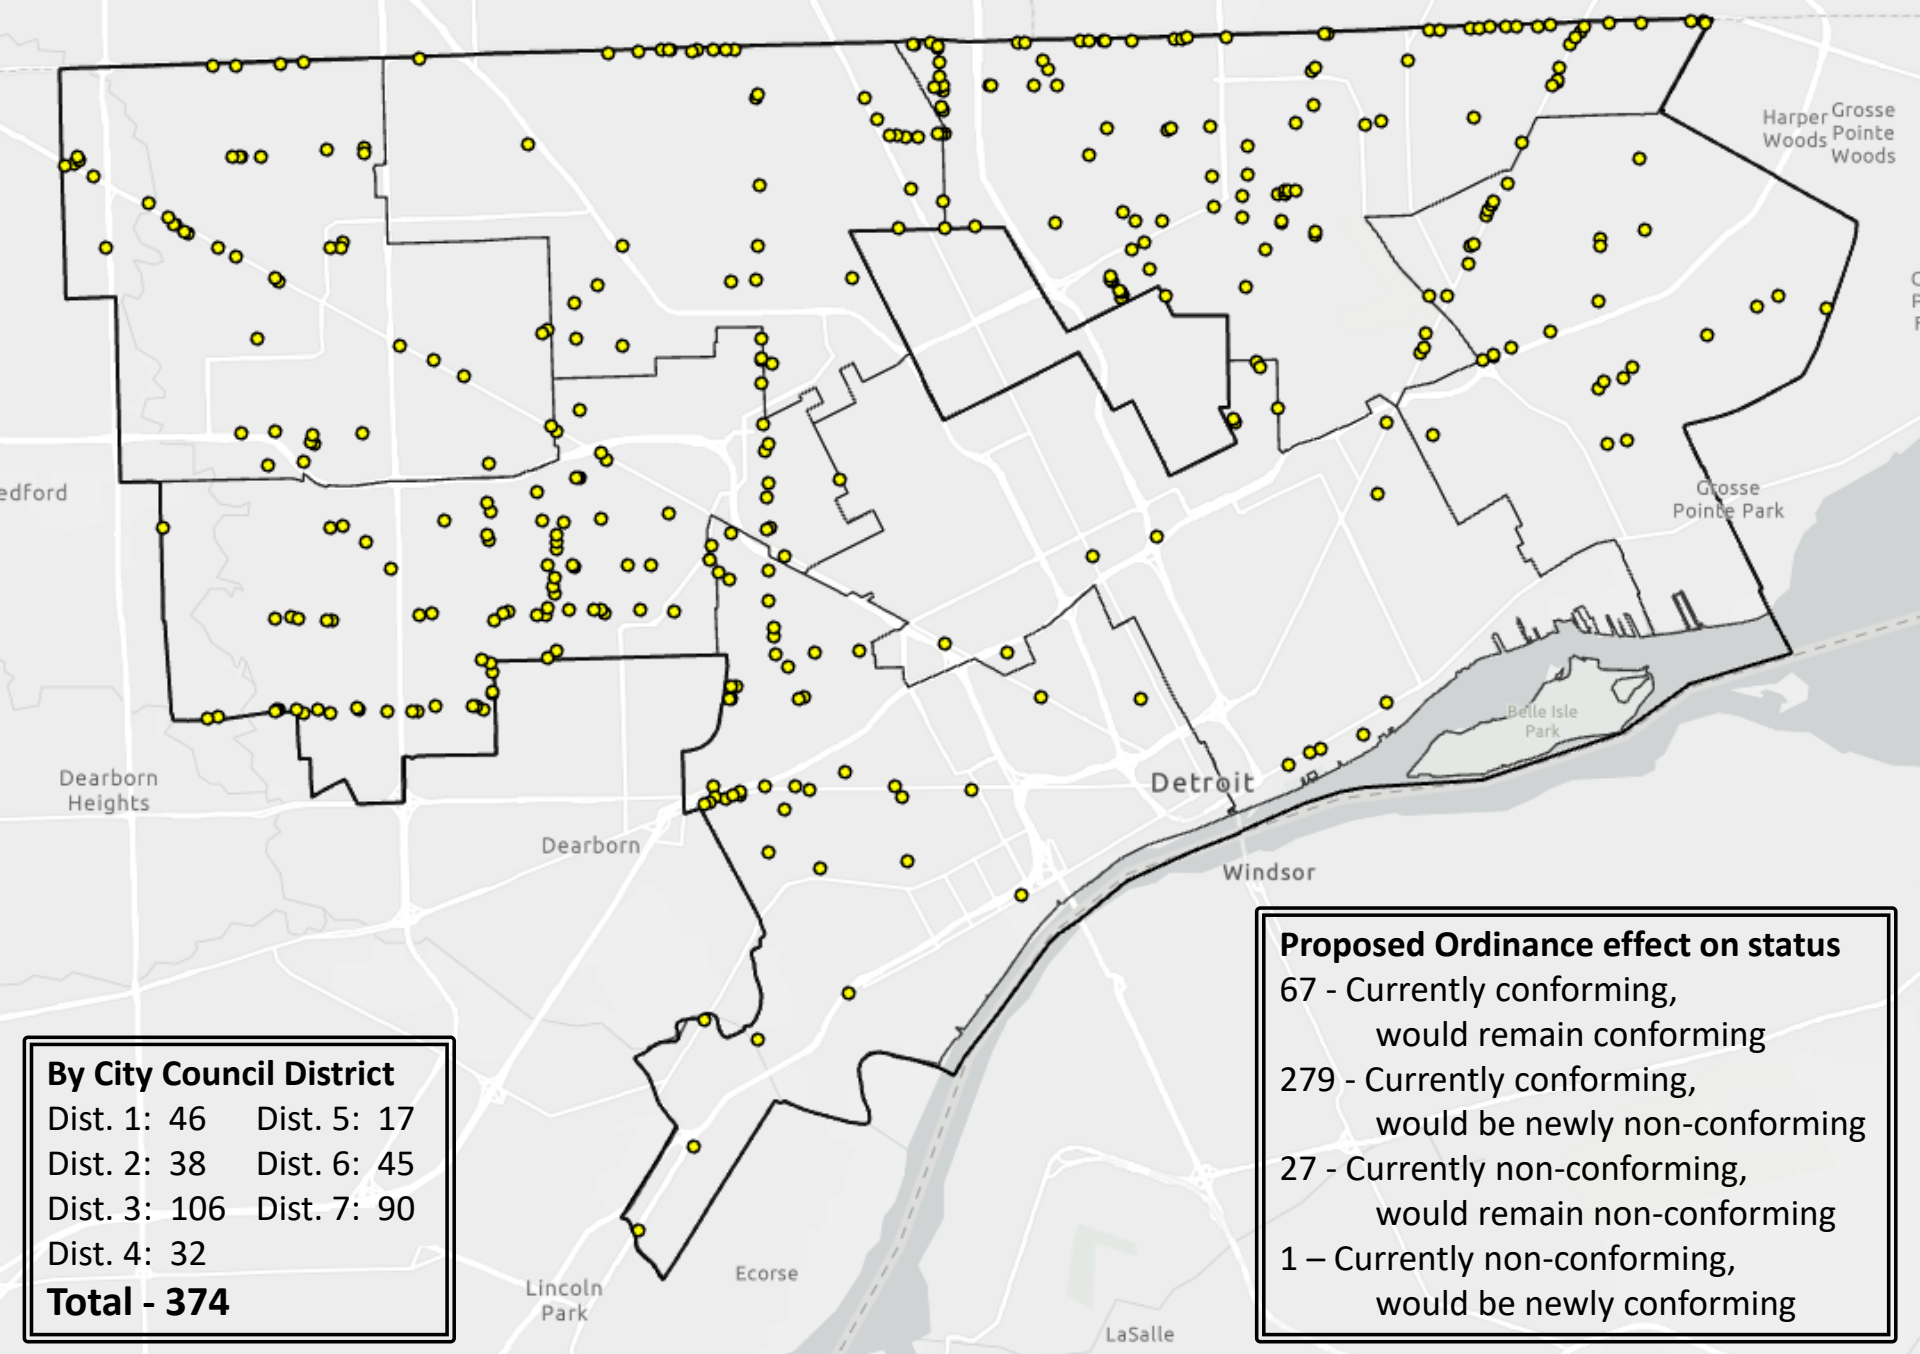 Harper
Woods
Grosse
Pointe
Woods
edford
Grosse
Pointe Park
Belle Isle
Park
Dearborn
Heights
Detroit
Dearborn
Windsor
Ecorse
Lincoln
Park
LaSalle
By City Council District
Dist. 1: 46 Dist. 5: 17
Dist. 2: 38 Dist. 6: 45
Dist. 3: 106 Dist. 7: 90
Dist. 4: 32
Total - 374
Proposed Ordinance effect on status
67 - Currently conforming,
would remain conforming
279 - Currently conforming,
would be newly non-conforming
27 - Currently non-conforming,
would remain non-conforming
1 – Currently non-conforming,
would be newly conforming